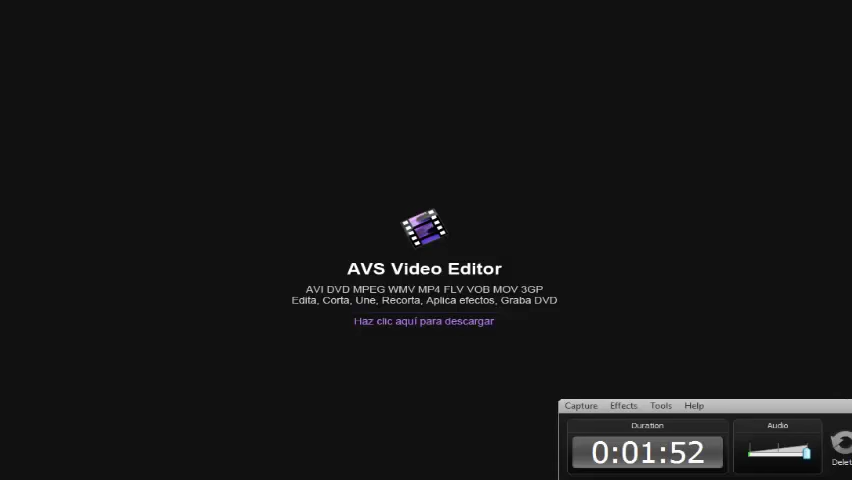 AVS Video Editor
AVI DVD MPEG WMV MP4 FLV VOB MOV 3GP
Edita, Corta, Une, Recorta, Aplica efectos, Graba DVD
Haz clic aquí para descargar
Capture Effects Tools Help
Duration
Audio
0:01:52
Delet